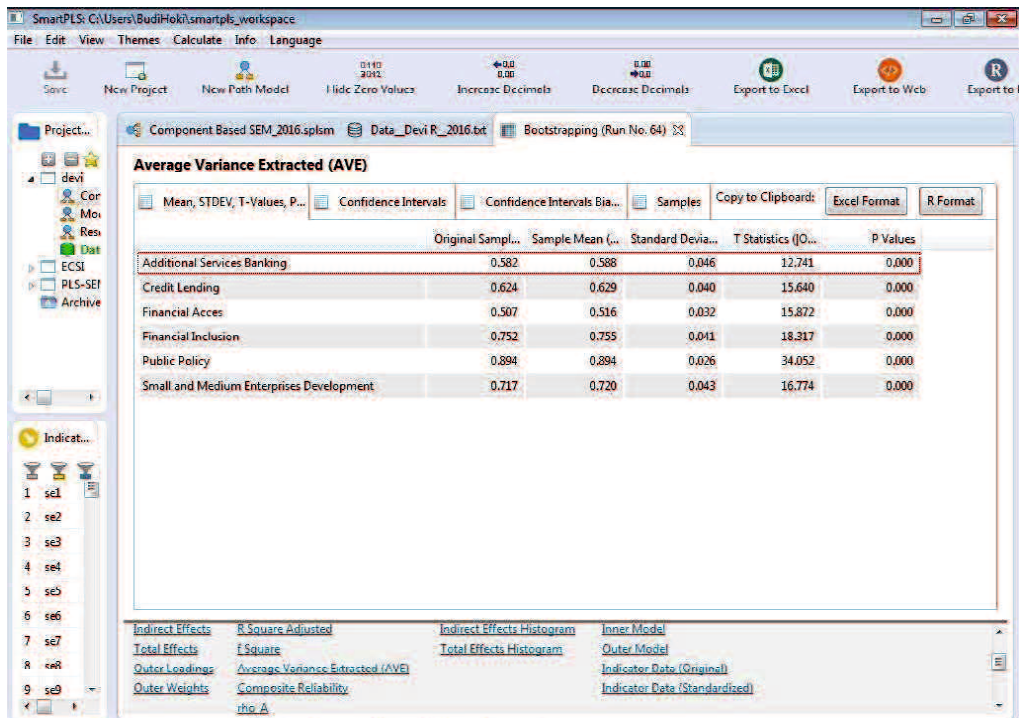 SmartPLS: C:\Users\BudiHoki\smartpls_workspace
File Edit View Themes Calculate Info Language
Save New Project New Path Model Hide Zero Values Increase Decimals Decrease Decimals Export to Excel Export to Web Export to
Project...
Component Based SEM_2016.splsm Data__Devi R__2016.txt Bootstrapping (Run No. 64)
devi
Cor
Mo
Resu
Dat
ECSI
PLS-SEM
Archive
Average Variance Extracted (AVE)
Mean, STDEV, T-Values, P... Confidence Intervals Confidence Intervals Bia... Samples Copy to Clipboard: Excel Format R Format
Original Sampl... Sample Mean (... Standard Devia... T Statistics (|O... P Values
Additional Services Banking 0.582 0.588 0.046 12.741 0.000
Credit Lending 0.624 0.629 0.040 15.640 0.000
Financial Acces 0.507 0.516 0.032 15.872 0.000
Financial Inclusion 0.752 0.755 0.041 18.317 0.000
Public Policy 0.894 0.894 0.026 34.052 0.000
Small and Medium Enterprises Development 0.717 0.720 0.043 16.774 0.000
Indicat...
1 se1
2 se2
3 se3
4 se4
5 se5
6 se6
7 se7
8 se8
9 se9
Indirect Effects R Square Adjusted Indirect Effects Histogram Inner Model
Total Effects f Square Total Effects Histogram Outer Model
Outer Loadings Average Variance Extracted (AVE) Indicator Data (Original)
Outer Weights Composite Reliability Indicator Data (Standardized)
rho_A